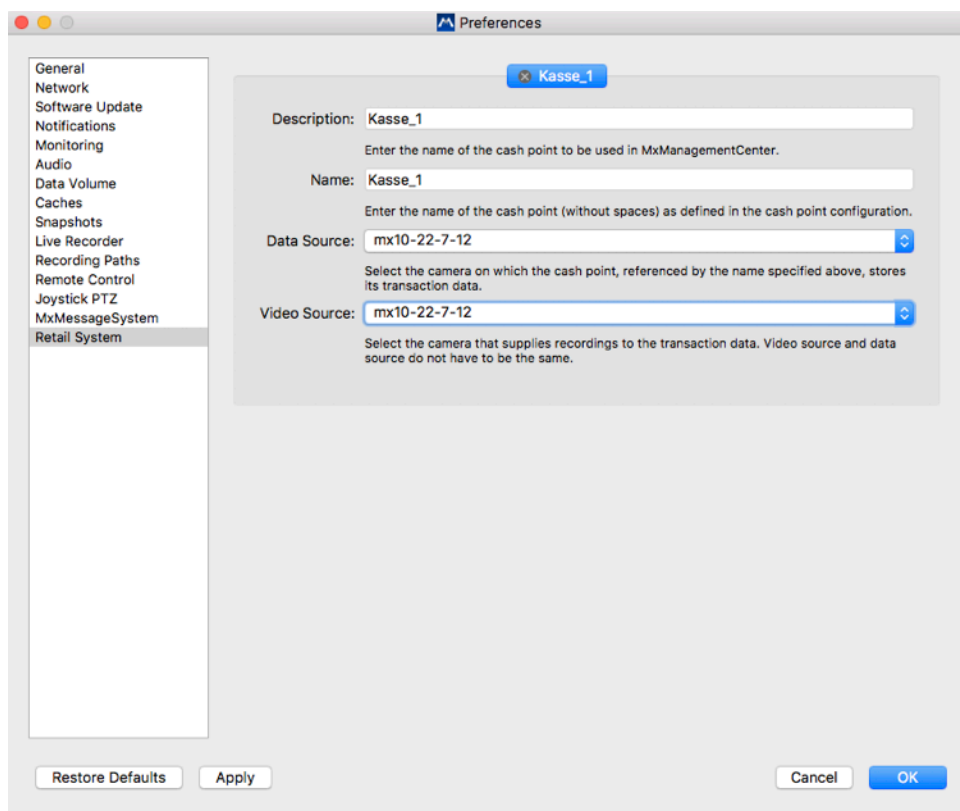 Preferences
General
Network
Software Update
Notifications
Monitoring
Audio
Data Volume
Caches
Snapshots
Live Recorder
Recording Paths
Remote Control
Joystick PTZ
MxMessageSystem
Retail System
Kasse_1
Description: Kasse_1
Enter the name of the cash point to be used in MxManagementCenter.
Name: Kasse_1
Enter the name of the cash point (without spaces) as defined in the cash point configuration.
Data Source: mx10-22-7-12
Select the camera on which the cash point, referenced by the name specified above, stores
its transaction data.
Video Source: mx10-22-7-12
Select the camera that supplies recordings to the transaction data. Video source and data
source do not have to be the same.
Restore Defaults Apply Cancel OK